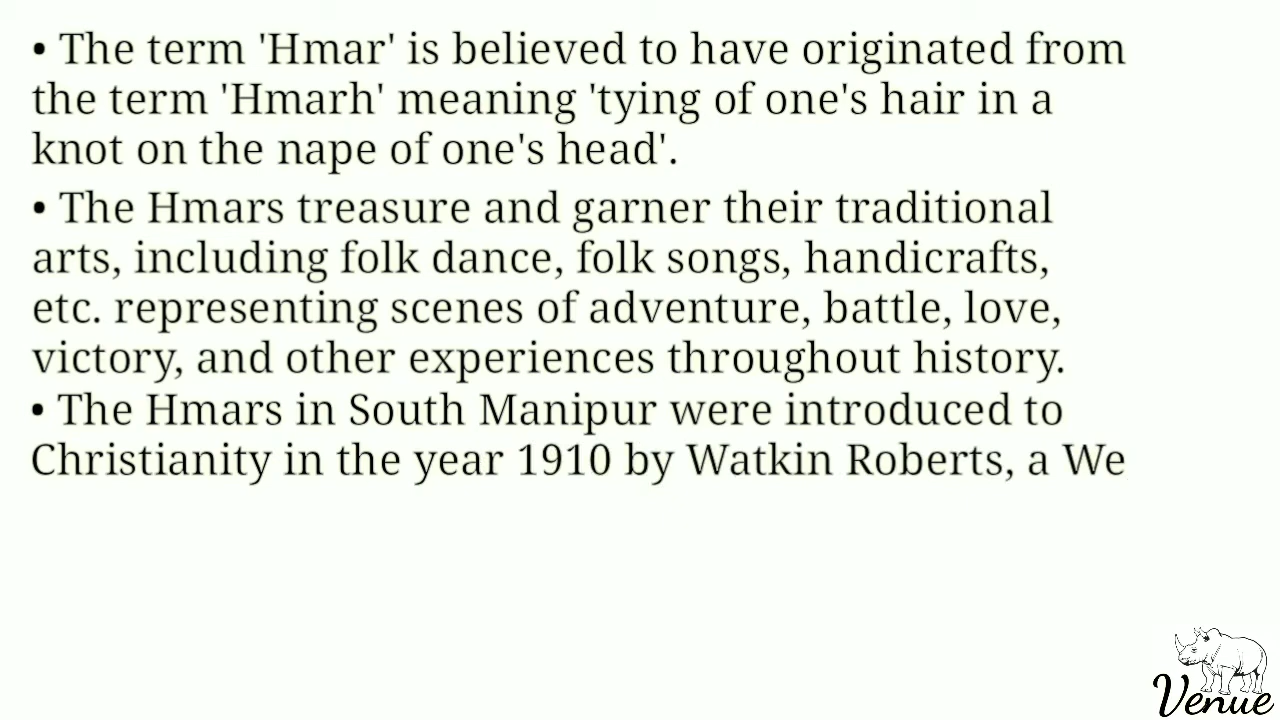 • The term 'Hmar' is believed to have originated from
the term 'Hmarh' meaning 'tying of one's hair in a
knot on the nape of one's head'.
• The Hmars treasure and garner their traditional
arts, including folk dance, folk songs, handicrafts,
etc. representing scenes of adventure, battle, love,
victory, and other experiences throughout history.
• The Hmars in South Manipur were introduced to
Christianity in the year 1910 by Watkin Roberts, a We
Venue